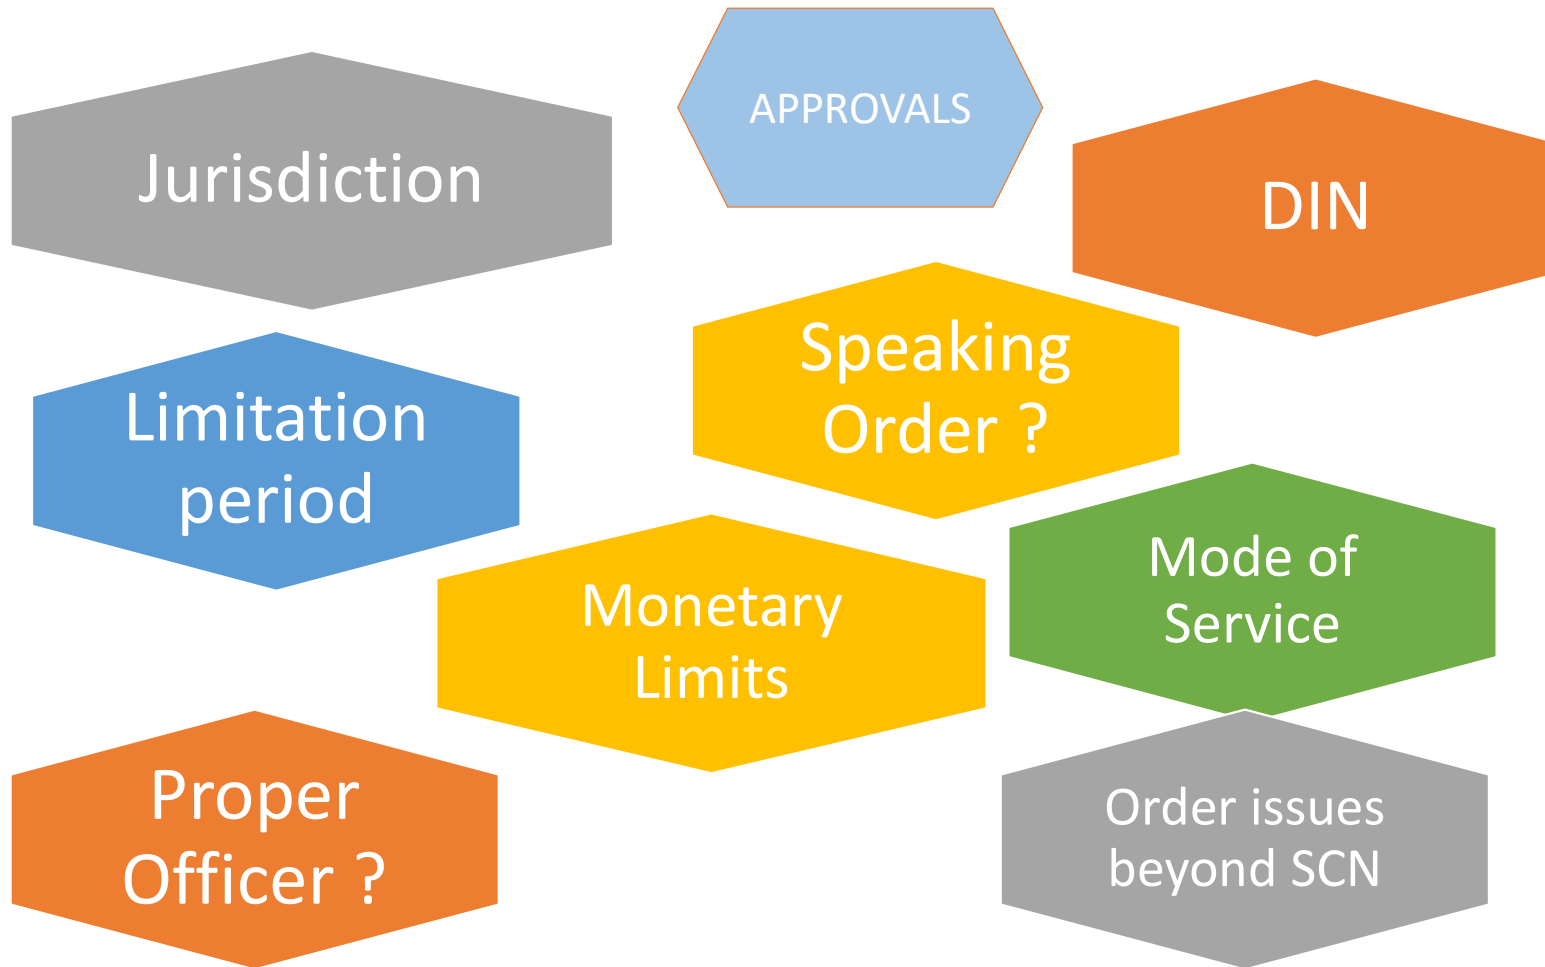 APPROVALS
Jurisdiction
DIN
Speaking
Order ?
Limitation
period
Mode of
Service
Monetary
Limits
Proper
Officer ?
Order issues
beyond SCN